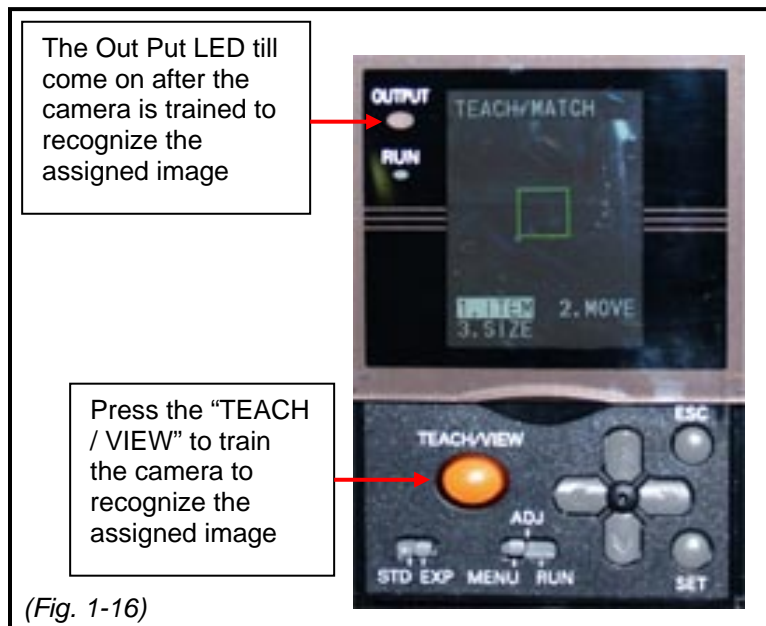 The Out Put LED till
come on after the
camera is trained to
recognize the
assigned image
OUTPUT
RUN
TEACH/MATCH
1.ITEM 2.MOVE
3.SIZE
Press the “TEACH
/ VIEW” to train
the camera to
recognize the
assigned image
TEACH/VIEW
ESC
ADJ
STD EXP MENU RUN
SET
(Fig. 1-16)